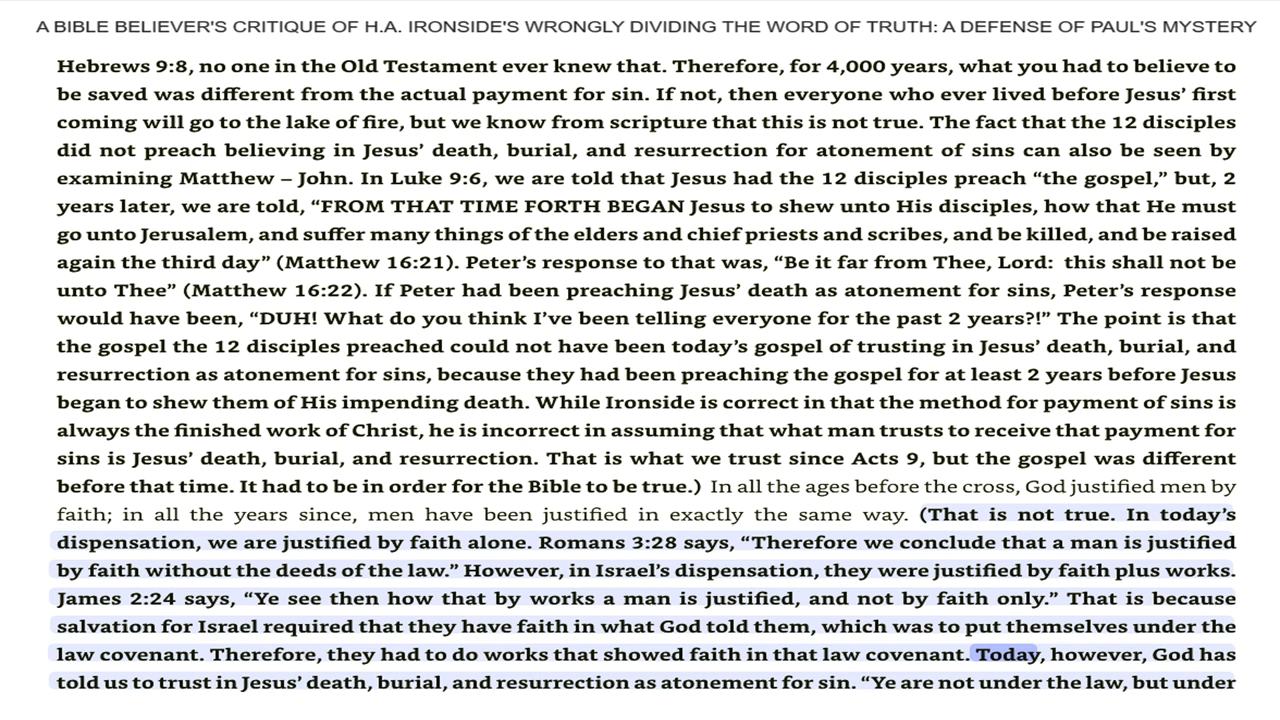 A BIBLE BELIEVER'S CRITIQUE OF H.A. IRONSIDE'S WRONGLY DIVIDING THE WORD OF TRUTH: A DEFENSE OF PAUL'S MYSTERY
Hebrews 9:8, no one in the Old Testament ever knew that. Therefore, for 4,000 years, what you had to believe to
be saved was different from the actual payment for sin. If not, then everyone who ever lived before Jesus’ first
coming will go to the lake of fire, but we know from scripture that this is not true. The fact that the 12 disciples
did not preach believing in Jesus’ death, burial, and resurrection for atonement of sins can also be seen by
examining Matthew – John. In Luke 9:6, we are told that Jesus had the 12 disciples preach “the gospel,” but, 2
years later, we are told, “FROM THAT TIME FORTH BEGAN Jesus to shew unto His disciples, how that He must
go unto Jerusalem, and suffer many things of the elders and chief priests and scribes, and be killed, and be raised
again the third day” (Matthew 16:21). Peter’s response to that was, “Be it far from Thee, Lord: this shall not be
unto Thee” (Matthew 16:22). If Peter had been preaching Jesus’ death as atonement for sins, Peter’s response
would have been, “DUH! What do you think I’ve been telling everyone for the past 2 years?!” The point is that
the gospel the 12 disciples preached could not have been today’s gospel of trusting in Jesus’ death, burial, and
resurrection as atonement for sins, because they had been preaching the gospel for at least 2 years before Jesus
began to shew them of His impending death. While Ironside is correct in that the method for payment of sins is
always the finished work of Christ, he is incorrect in assuming that what man trusts to receive that payment for
sins is Jesus’ death, burial, and resurrection. That is what we trust since Acts 9, but the gospel was different
before that time. It had to be in order for the Bible to be true.) In all the ages before the cross, God justified men by
faith; in all the years since, men have been justified in exactly the same way. (That is not true. In today’s
dispensation, we are justified by faith alone. Romans 3:28 says, “Therefore we conclude that a man is justified
by faith without the deeds of the law.” However, in Israel’s dispensation, they were justified by faith plus works.
James 2:24 says, “Ye see then how that by works a man is justified, and not by faith only.” That is because
salvation for Israel required that they have faith in what God told them, which was to put themselves under the
law covenant. Therefore, they had to do works that showed faith in that law covenant. Today, however, God has
told us to trust in Jesus’ death, burial, and resurrection as atonement for sin. “Ye are not under the law, but under